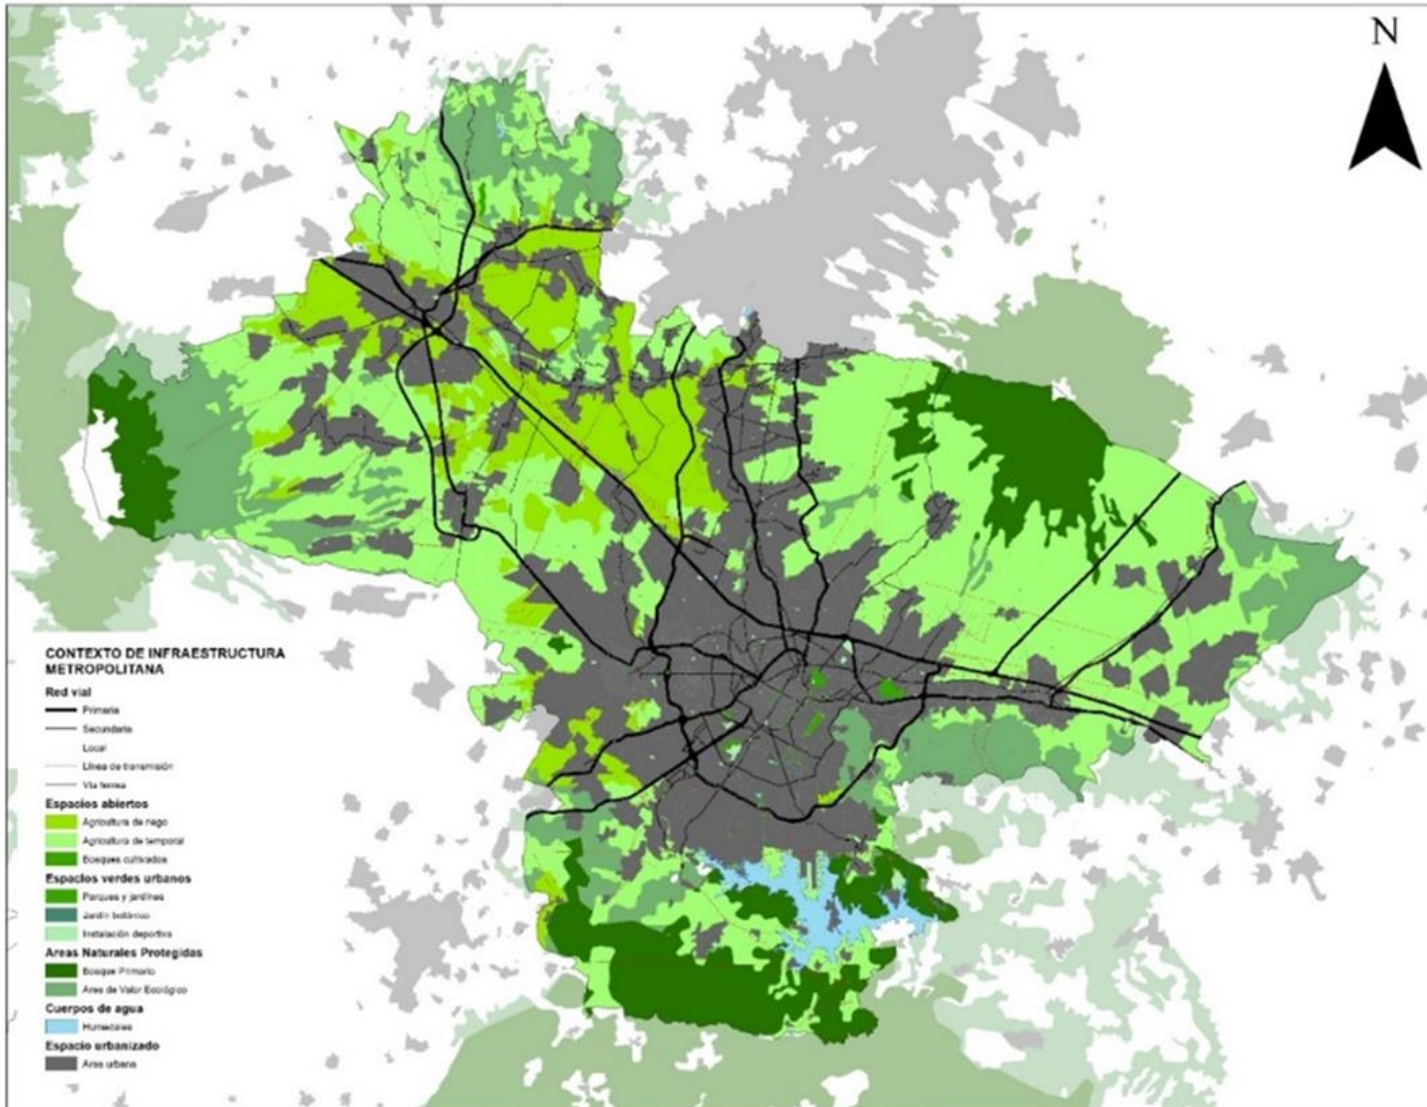 N
CONTEXTO DE INFRAESTRUCTURA
METROPOLITANA
Red vial
Primaria
Secundaria
Local
Línea de transmisión
Vía ferrea
Espacios abiertos
Agricultura de riego
Agricultura de temporal
Bosques cultivados
Espacios verdes urbanos
Parques y jardines
Jardín botánico
Instalación deportiva
Areas Naturales Protegidas
Bosque Primario
Area de Valor Ecológico
Cuerpos de agua
Humedales
Espacio urbanizado
Area urbana